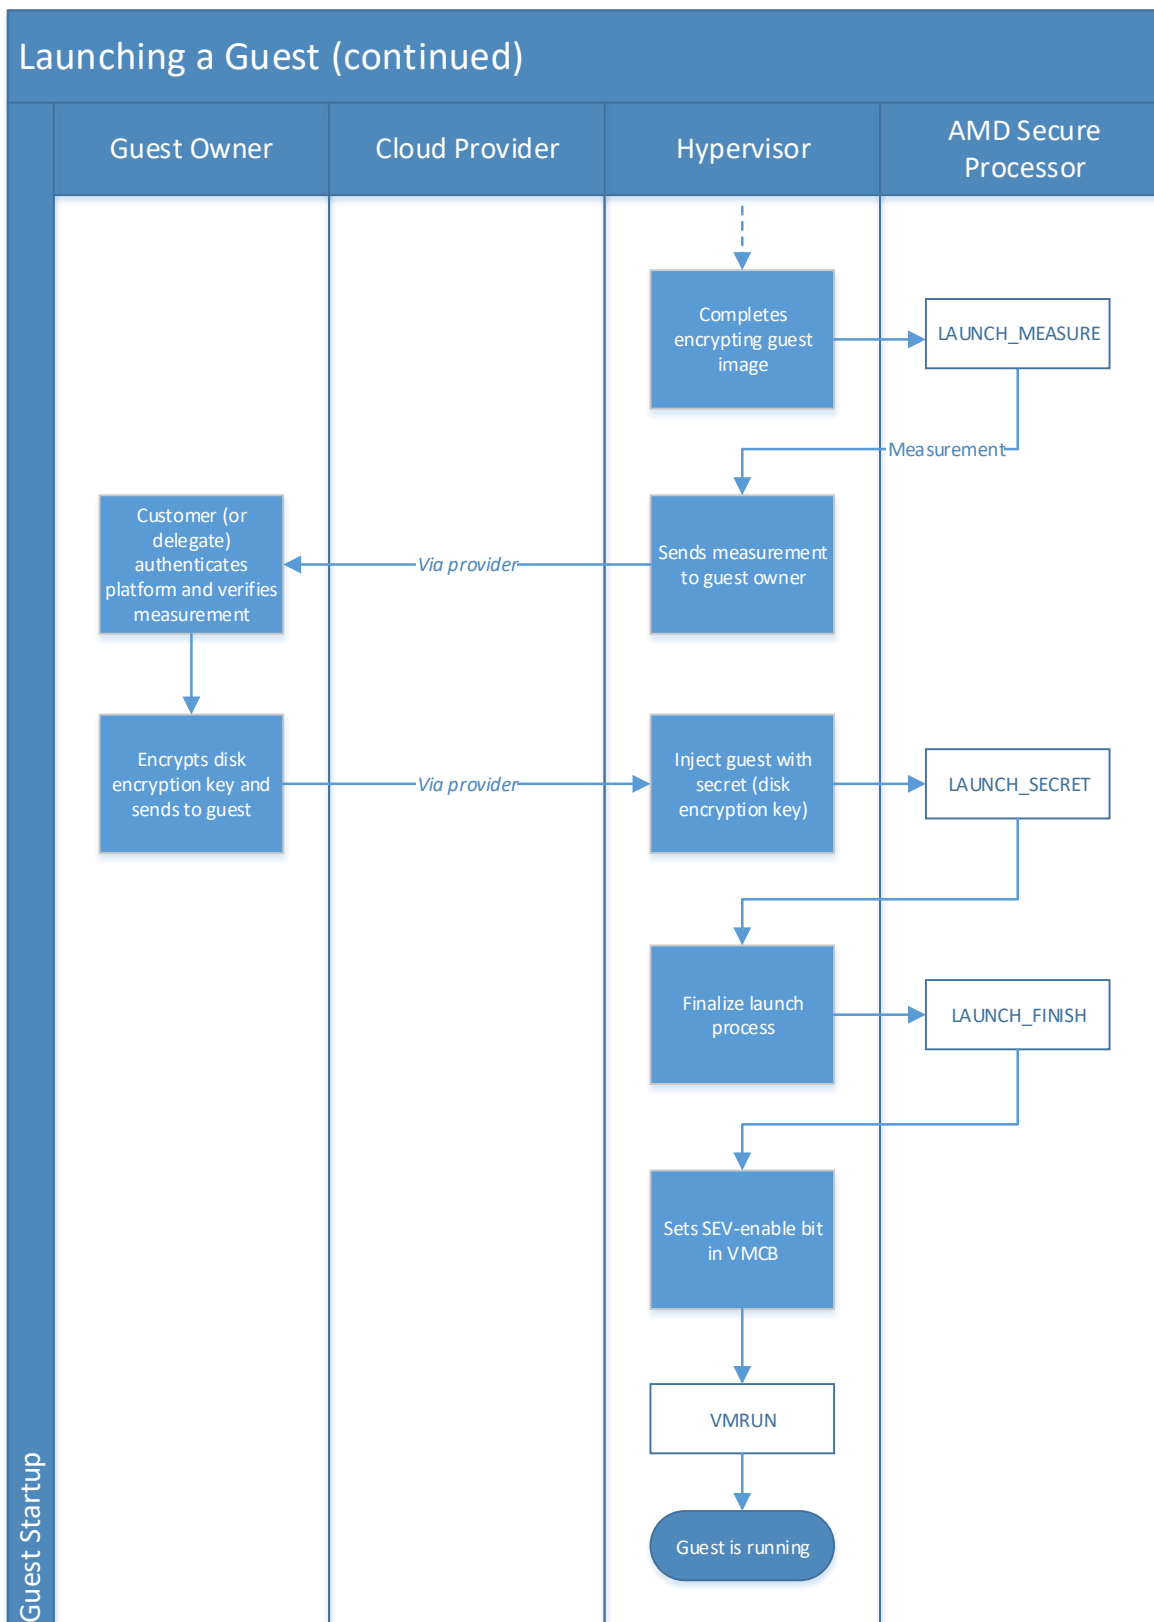 Launching a Guest (continued)
Guest Owner
Cloud Provider
Hypervisor
AMD Secure
Processor
Completes
encrypting guest
image
LAUNCH_MEASURE
Measurement
Customer (or
delegate)
authenticates
platform and verifies
measurement
Via provider
Sends measurement
to guest owner
Encrypts disk
encryption key and
sends to guest
Via provider
Inject guest with
secret (disk
encryption key)
LAUNCH_SECRET
Finalize launch
process
LAUNCH_FINISH
Sets SEV-enable bit
in VMCB
VMRUN
Guest is running
Guest Startup